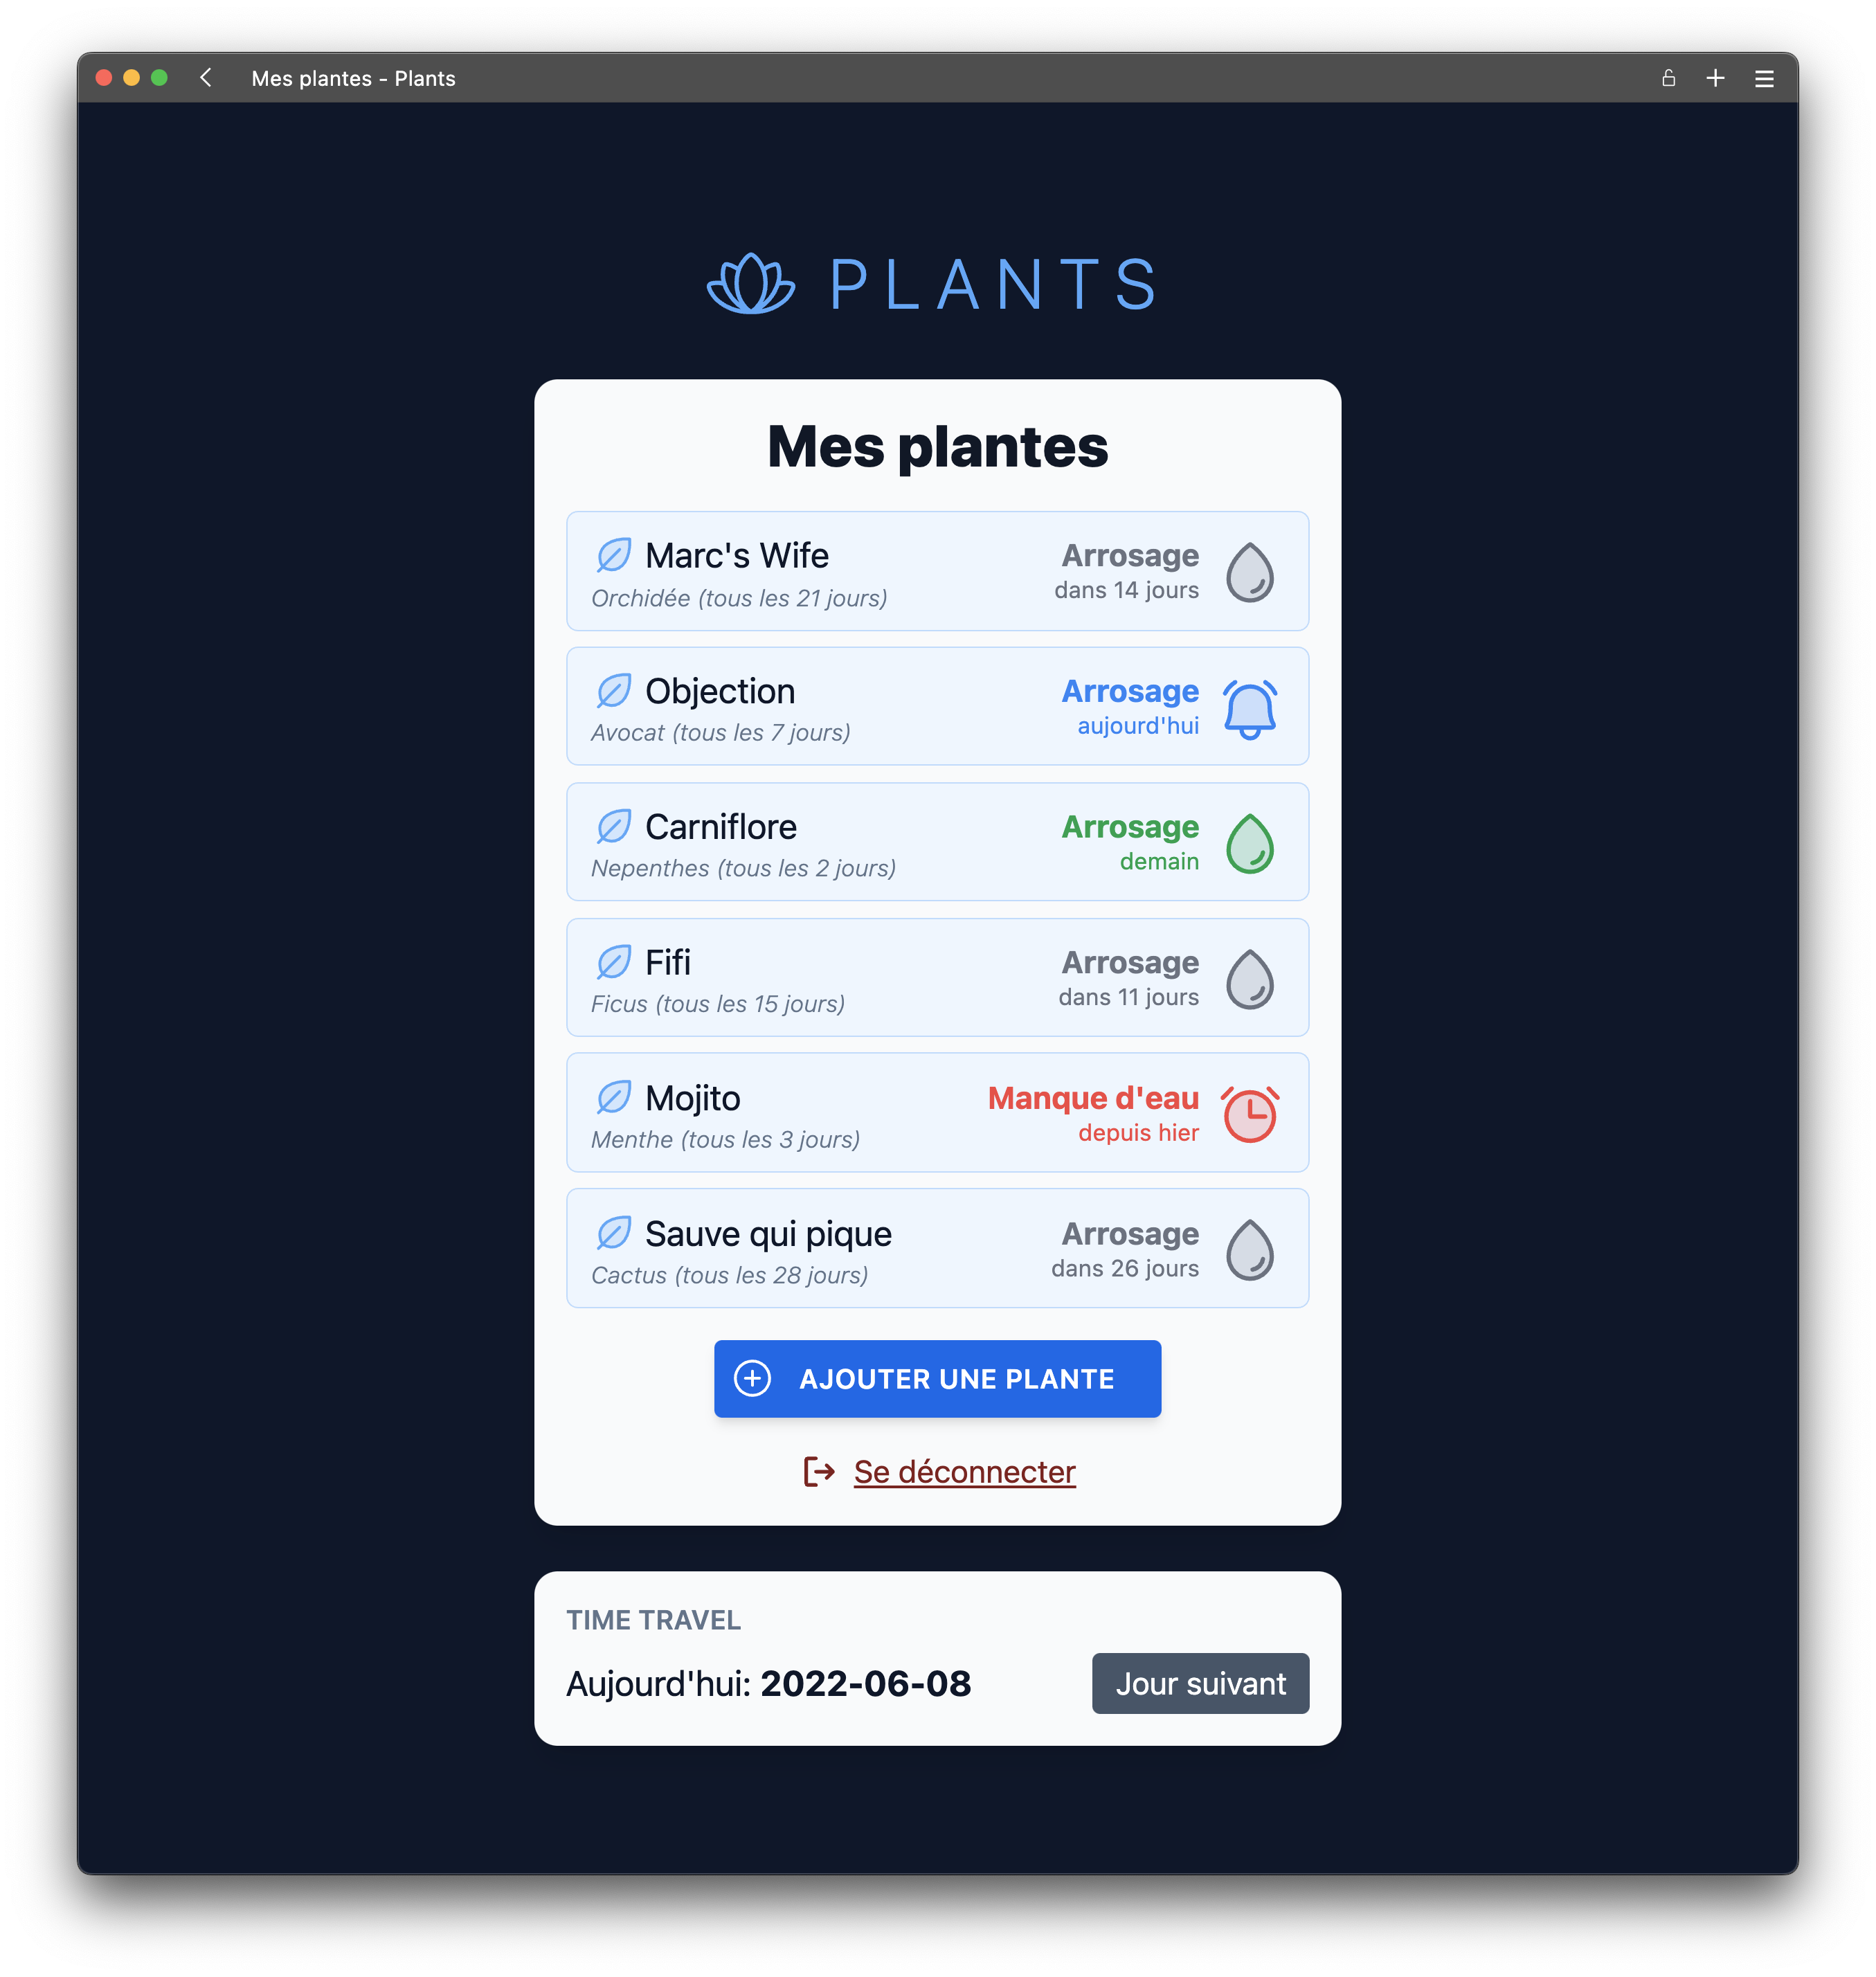 Mes plantes - Plants
PLANTS
Mes plantes
Marc's Wife
Orchidée (tous les 21 jours)
Arrosage
dans 14 jours
Objection
Avocat (tous les 7 jours)
Arrosage
aujourd'hui
Carniflore
Nepenthes (tous les 2 jours)
Arrosage
demain
Fifi
Ficus (tous les 15 jours)
Arrosage
dans 11 jours
Mojito
Menthe (tous les 3 jours)
Manque d'eau
depuis hier
Sauve qui pique
Cactus (tous les 28 jours)
Arrosage
dans 26 jours
AJOUTER UNE PLANTE
Se déconnecter
TIME TRAVEL
Aujourd'hui: 2022-06-08
Jour suivant